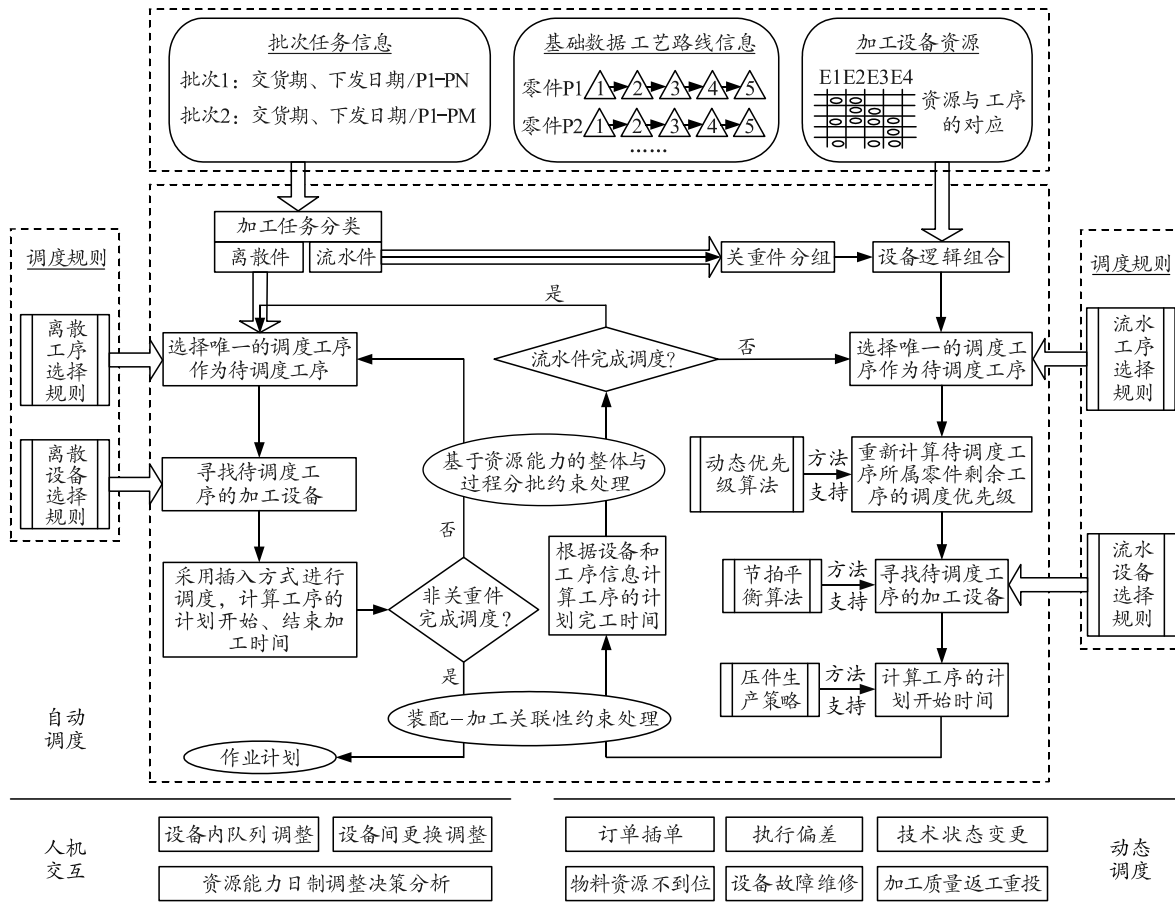 批次任务信息
批次1：交货期、下发日期/P1-PN
批次2：交货期、下发日期/P1-PM
基础数据工艺路线信息
零件P1 1 2 3 4 5
零件P2 1 2 3 4 5
……
加工设备资源
E1E2E3E4
资源与工序
的对应
调度规则
离散
工序
选择
规则
离散
设备
选择
规则
加工任务分类
离散件 流水件
关重件分组
设备逻辑组合
是
选择唯一的调度工序
作为待调度工序
流水件完成调度？
否
选择唯一的调度工
序作为待调度工序
寻找待调度工
序的加工设备
基于资源能力的整体与
过程分批约束处理
动态优先
级算法
方法
支持
重新计算待调度工
序所属零件剩余工
序的调度优先级
否
采用插入方式进行
调度，计算工序的
计划开始、结束加
工时间
非关重件
完成调度？
根据设备和
工序信息计
算工序的计
划完工时间
节拍平
衡算法
方法
支持
寻找待调度工
序的加工设备
是
压件生
产策略
方法
支持
计算工序的计
划开始时间
装配-加工关联性约束处理
作业计划
自动
调度
调度规则
流水
工序
选择
规则
流水
设备
选择
规则
人机
交互
设备内队列调整
设备间更换调整
资源能力日制调整决策分析
订单插单
执行偏差
技术状态变更
物料资源不到位
设备故障维修
加工质量返工重投
动态
调度